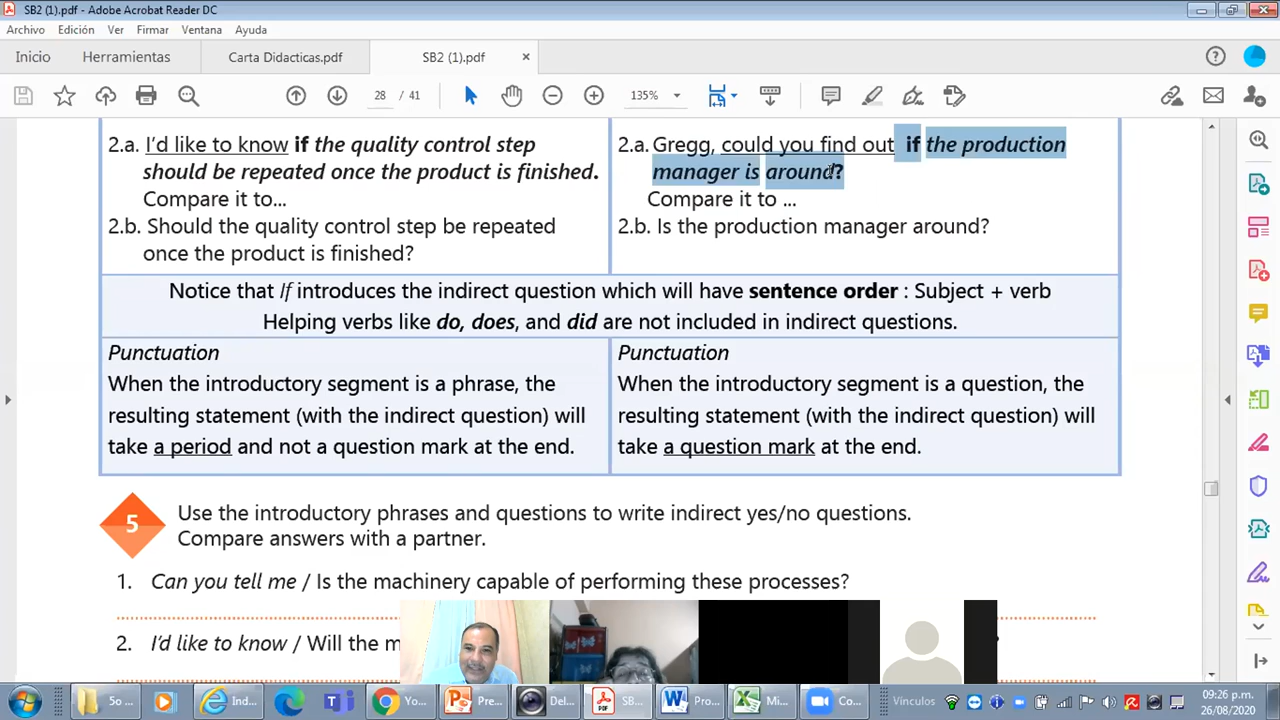 SB2 (1).pdf - Adobe Acrobat Reader DC
Archivo Edición Ver Firmar Ventana Ayuda
Inicio Herramientas Carta Didacticas.pdf SB2 (1).pdf ×
28 / 41 135%
2.a. I'd like to know if the quality control step
should be repeated once the product is finished.
Compare it to...
2.b. Should the quality control step be repeated
once the product is finished?
2.a. Gregg, could you find out if the production
manager is around?
Compare it to ...
2.b. Is the production manager around?
Notice that If introduces the indirect question which will have sentence order : Subject + verb
Helping verbs like do, does, and did are not included in indirect questions.
Punctuation
When the introductory segment is a phrase, the
resulting statement (with the indirect question) will
take a period and not a question mark at the end.
Punctuation
When the introductory segment is a question, the
resulting statement (with the indirect question) will
take a question mark at the end.
5
Use the introductory phrases and questions to write indirect yes/no questions.
Compare answers with a partner.
1. Can you tell me / Is the machinery capable of performing these processes?
2. I'd like to know / Will the m
5o ... Ind... Yo... Pre... Del... SB... Pro... Mi... Co... Vínculos
09:26 p.m.
26/08/2020